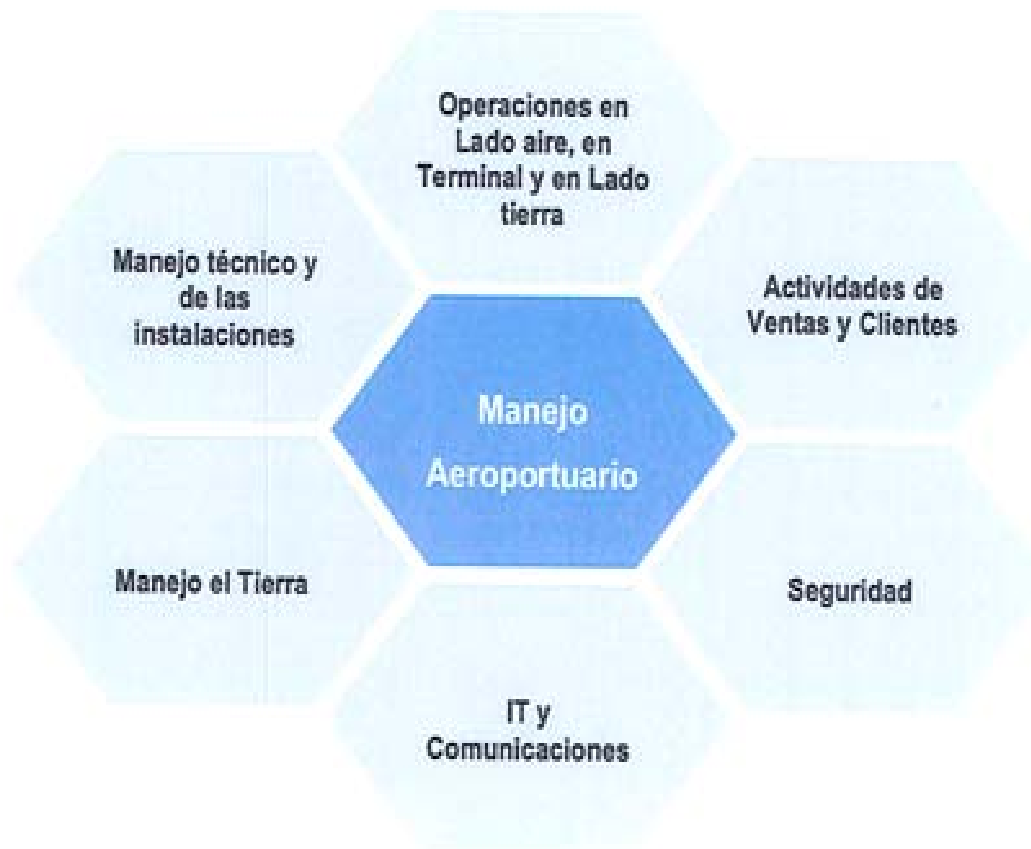 Operaciones en
Lado aire, en
Terminal y en Lado
tierra
Manejo técnico y
de las
instalaciones
Actividades de
Ventas y Clientes
Manejo
Aeroportuario
Manejo el Tierra
Seguridad
IT y
Comunicaciones